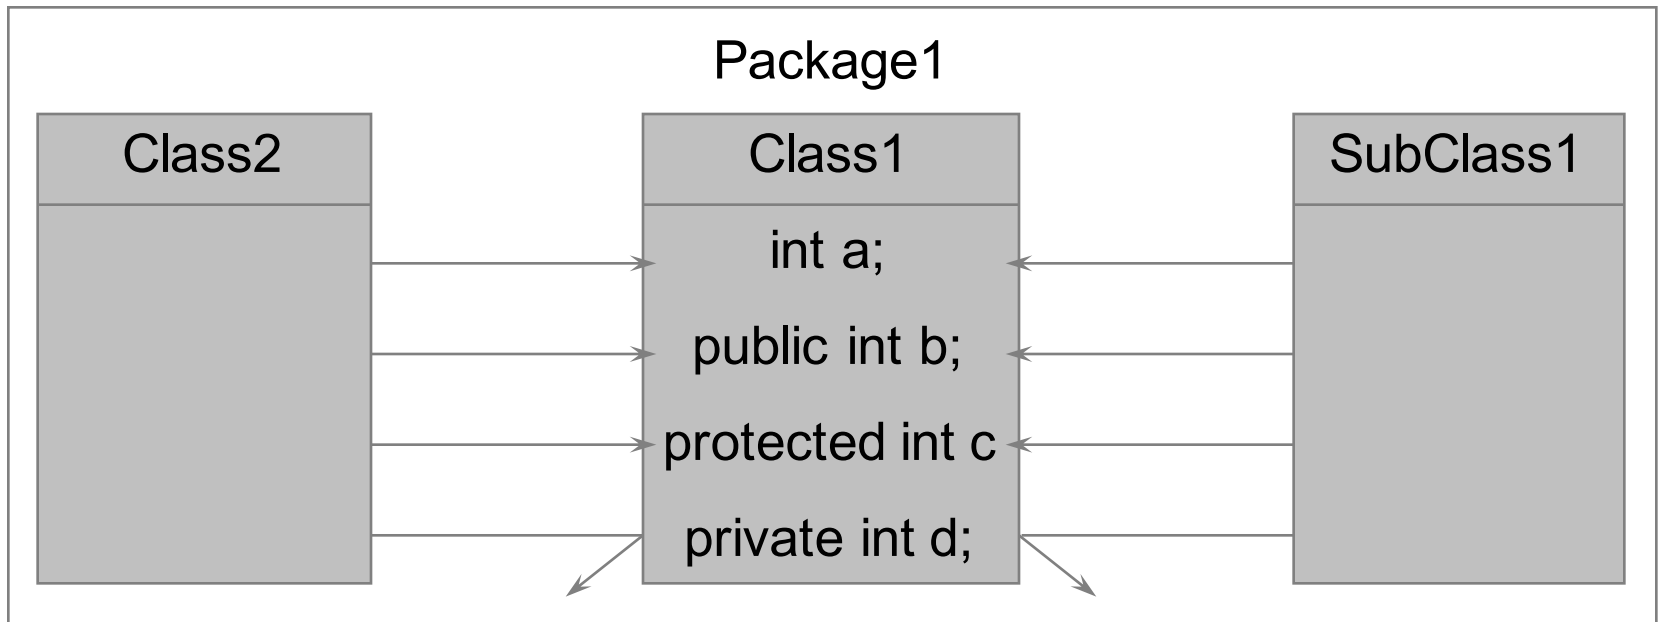 Package1
Class2
Class1
SubClass1
int a;
public int b;
protected int c
private int d;